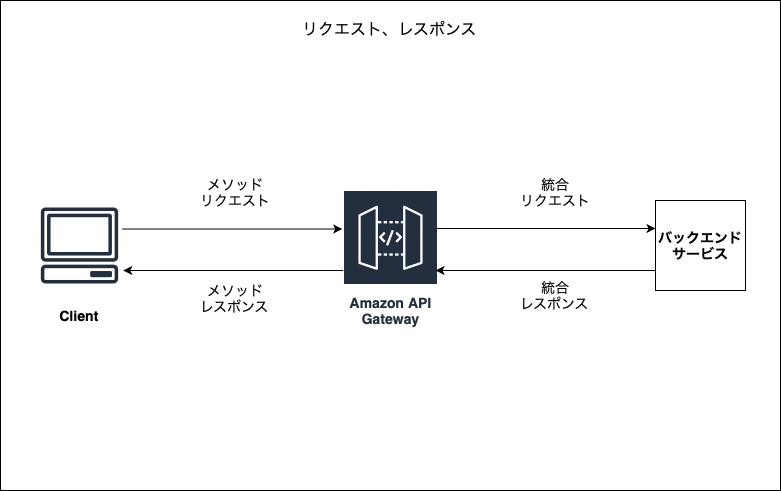 リクエスト、レスポンス
メソッド
リクエスト
統合
リクエスト
</>
バックエンド
サービス
メソッド
レスポンス
統合
レスポンス
Client
Amazon API
Gateway